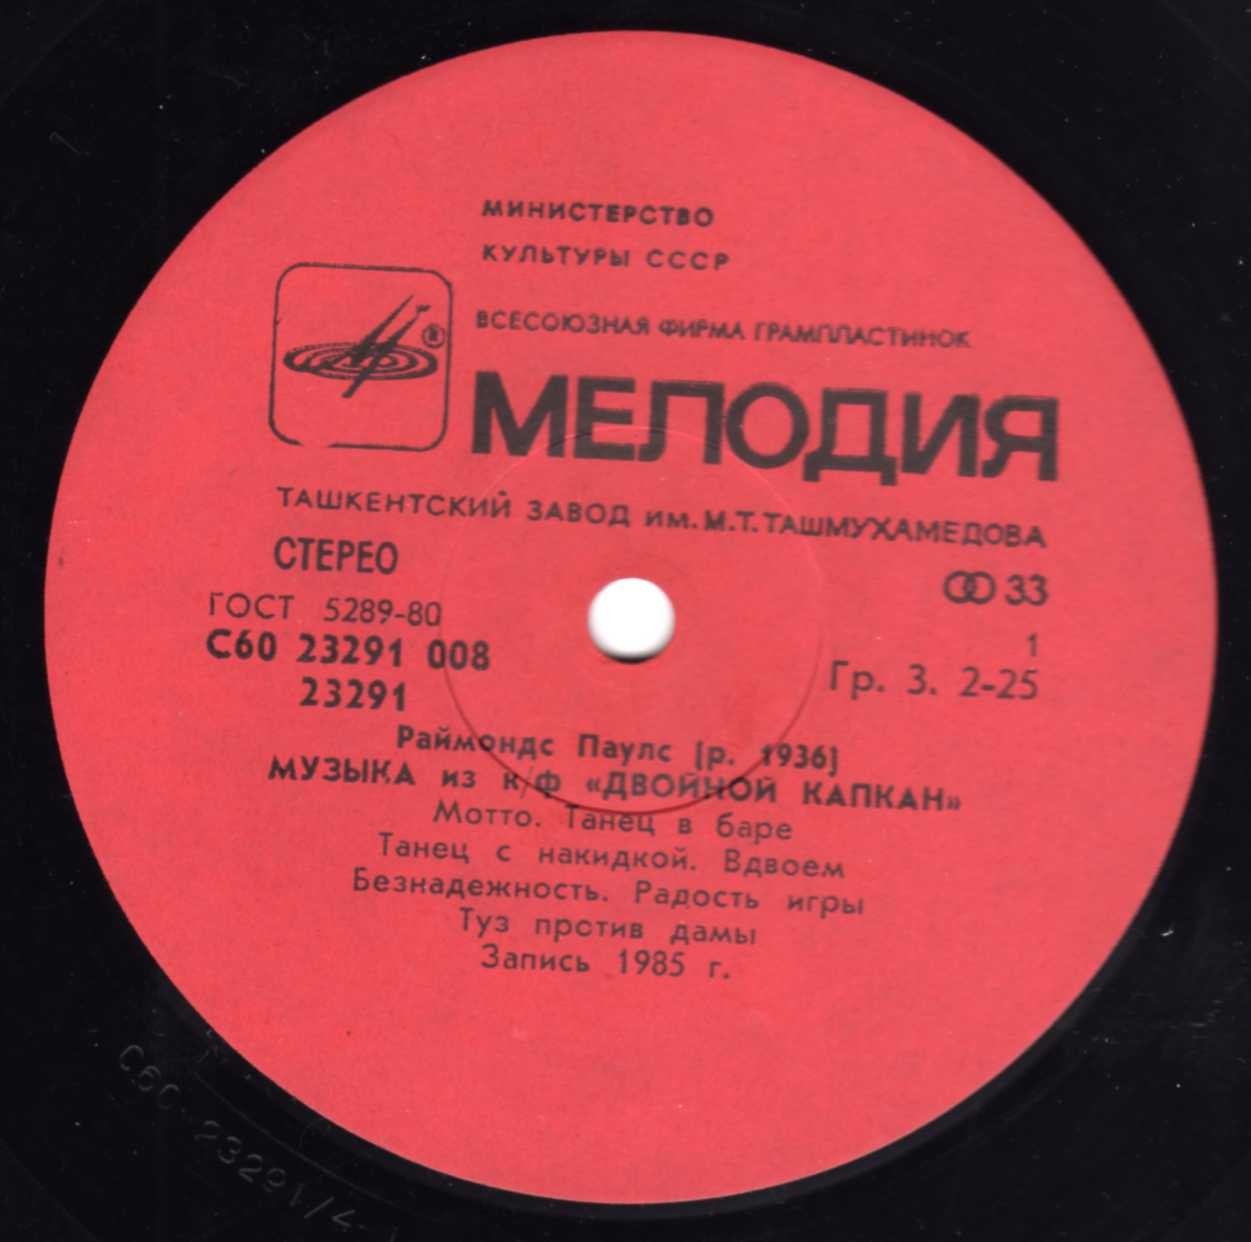 МИНИСТЕРСТВО
КУЛЬТУРЫ СССР
ВСЕСОЮЗНАЯ ФИРМА ГРАМПЛАСТИНОК
®
МЕЛОДИЯ
ТАШКЕНТСКИЙ ЗАВОД им. М.Т. ТАШМУХАМЕДОВА
СТЕРЕО
33
ГОСТ 5289-80
С60 23291 008
1
23291
Гр. 3. 2-25
Раймондс Паулс (р. 1936)
МУЗЫКА из к/ф «ДВОЙНОЙ КАПКАН»
Мотто. Танец в баре
Танец с накидкой. Вдвоем
Безнадежность. Радость игры
Туз против дамы
Запись 1985 г.